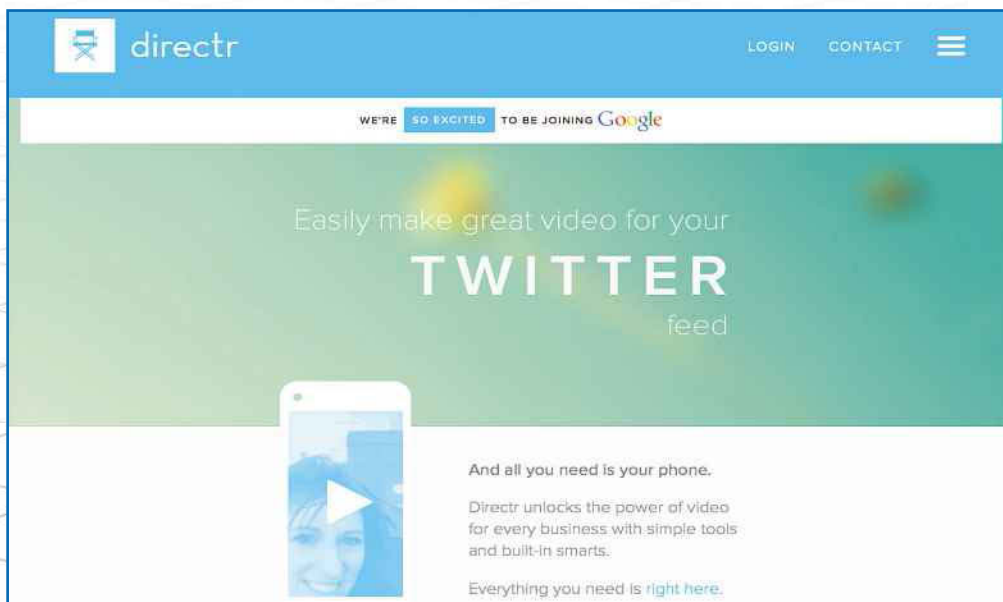 directr
LOGIN CONTACT
WE'RE SO EXCITED TO BE JOINING Google
Easily make great video for your
TWITTER
feed
And all you need is your phone.
Directr unlocks the power of video
for every business with simple tools
and built-in smarts.
Everything you need is right here.